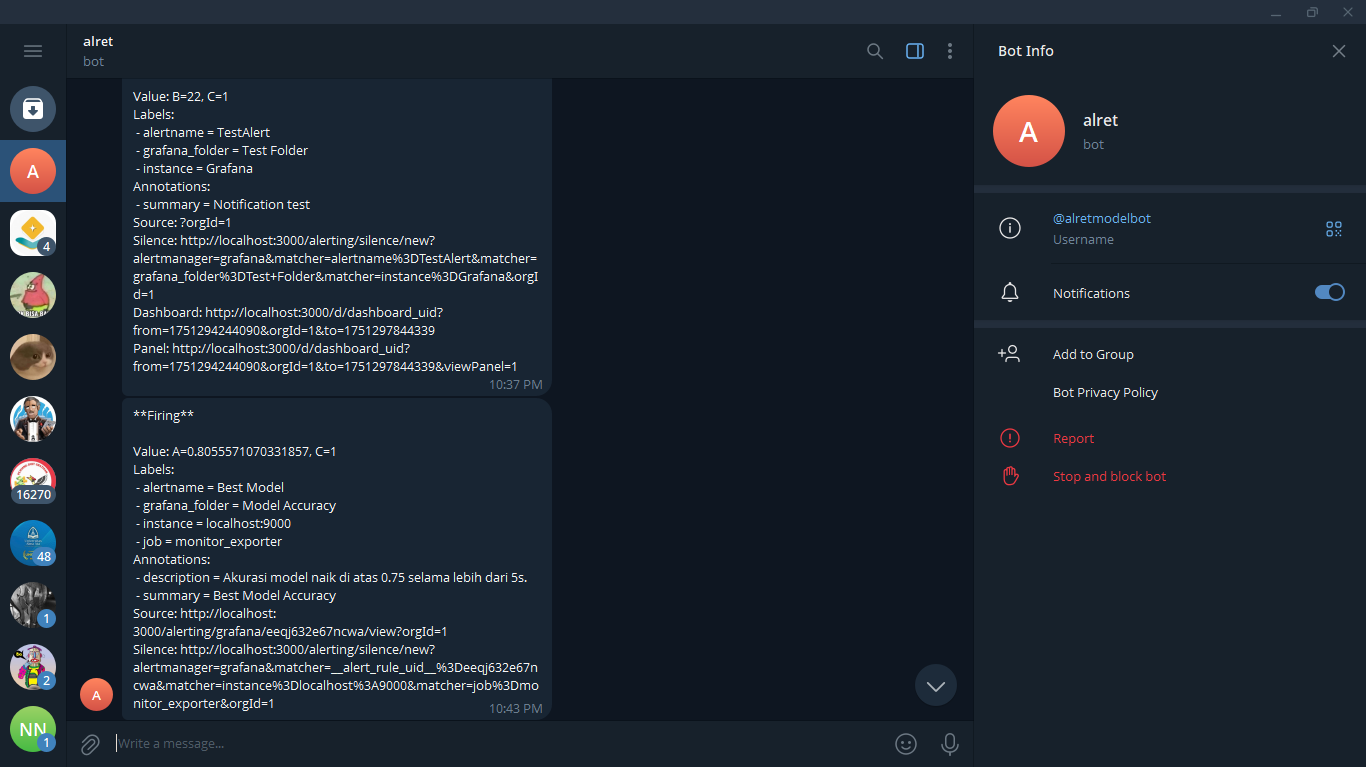 alret
bot
Value: B=22, C=1
Labels:
- alertname = TestAlert
- grafana_folder = Test Folder
- instance = Grafana
Annotations:
- summary = Notification test
Source: ?orgId=1
Silence: http://localhost:3000/alerting/silence/new?
alertmanager=grafana&matcher=alertname%3DTestAlert&matcher=
grafana_folder%3DTest+Folder&matcher=instance%3DGrafana&orgI
d=1
Dashboard: http://localhost:3000/d/dashboard_uid?
from=1751294244090&orgId=1&to=1751297844339
Panel: http://localhost:3000/d/dashboard_uid?
from=1751294244090&orgId=1&to=1751297844339&viewPanel=1
10:37 PM
**Firing**
Value: A=0.8055571070331857, C=1
Labels:
- alertname = Best Model
- grafana_folder = Model Accuracy
- instance = localhost:9000
- job = monitor_exporter
Annotations:
- description = Akurasi model naik di atas 0.75 selama lebih dari 5s.
- summary = Best Model Accuracy
Source: http://localhost:
3000/alerting/grafana/eeqj632e67ncwa/view?orgId=1
Silence: http://localhost:3000/alerting/silence/new?
alertmanager=grafana&matcher=__alert_rule_uid__%3Deeqj632e67n
cwa&matcher=instance%3Dlocalhost%3A9000&matcher=job%3Dmo
nitor_exporter&orgId=1
10:43 PM
A
Write a message...
A
4
16270
48
1
2
NN
1
Bot Info
A
alret
bot
@alretmodelbot
Username
Notifications
Add to Group
Bot Privacy Policy
Report
Stop and block bot